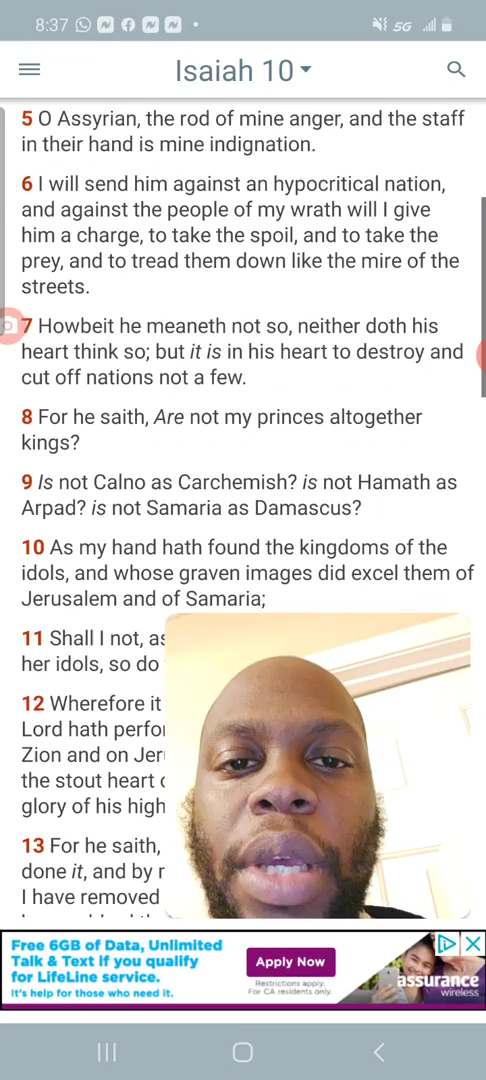 8:37
5G
Isaiah 10
5 O Assyrian, the rod of mine anger, and the staff
in their hand is mine indignation.
6 I will send him against an hypocritical nation,
and against the people of my wrath will I give
him a charge, to take the spoil, and to take the
prey, and to tread them down like the mire of the
streets.
7 Howbeit he meaneth not so, neither doth his
heart think so; but it is in his heart to destroy and
cut off nations not a few.
8 For he saith, Are not my princes altogether
kings?
9 Is not Calno as Carchemish? is not Hamath as
Arpad? is not Samaria as Damascus?
10 As my hand hath found the kingdoms of the
idols, and whose graven images did excel them of
Jerusalem and of Samaria;
11 Shall I not, as
her idols, so do
12 Wherefore it
Lord hath perfor
Zion and on Jer
the stout heart
glory of his high
13 For he saith,
done it, and by
I have removed
Free 6GB of Data, Unlimited
Talk & Text if you qualify
for LifeLine service.
It's help for those who need it.
Apply Now
Restrictions apply.
For CA residents only.
assurance
wireless